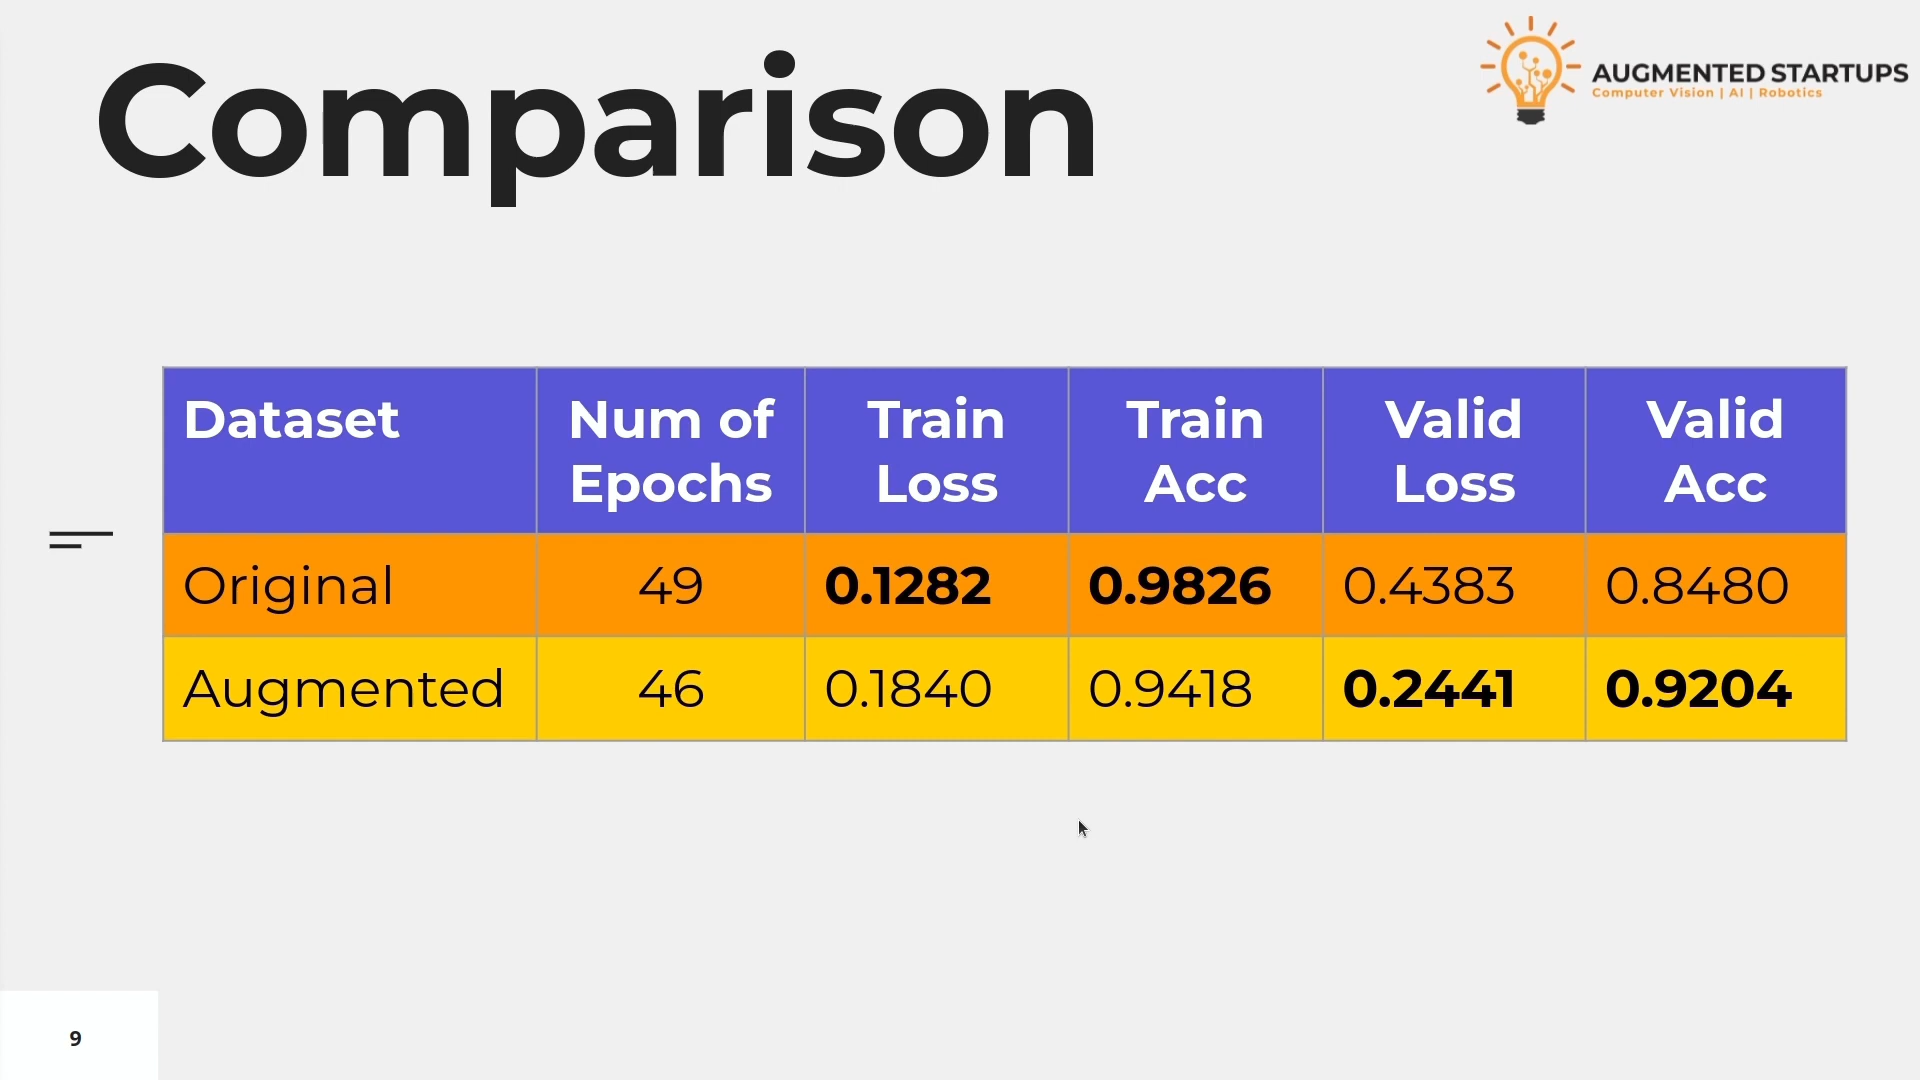 Comparison
AUGMENTED STARTUPS
Computer Vision | AI | Robotics
Dataset Num of Epochs Train Loss Train Acc Valid Loss Valid Acc
Original 49 0.1282 0.9826 0.4383 0.8480
Augmented 46 0.1840 0.9418 0.2441 0.9204
9